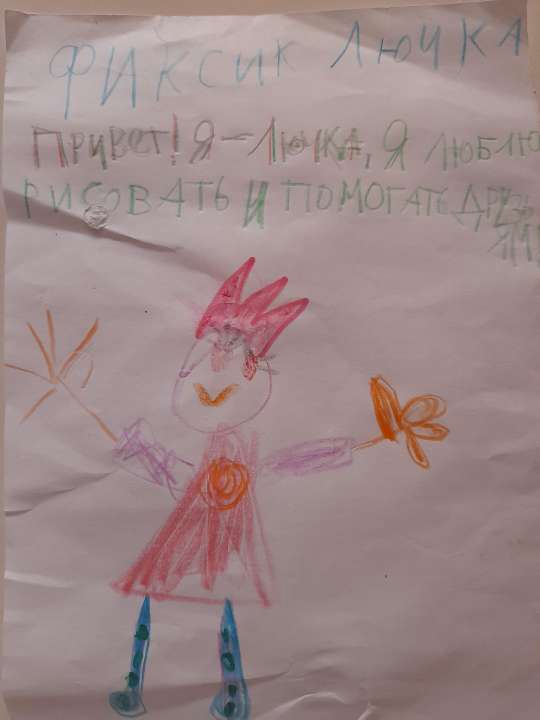 ФИКСИК ЛЮЧКА
ПРИВЕТ! Я - ЛЮЧКА, Я ЛЮБЛЮ
РИСОВАТЬ И ПОМОГАТЬ ДРУЗЬ
ЯМ!